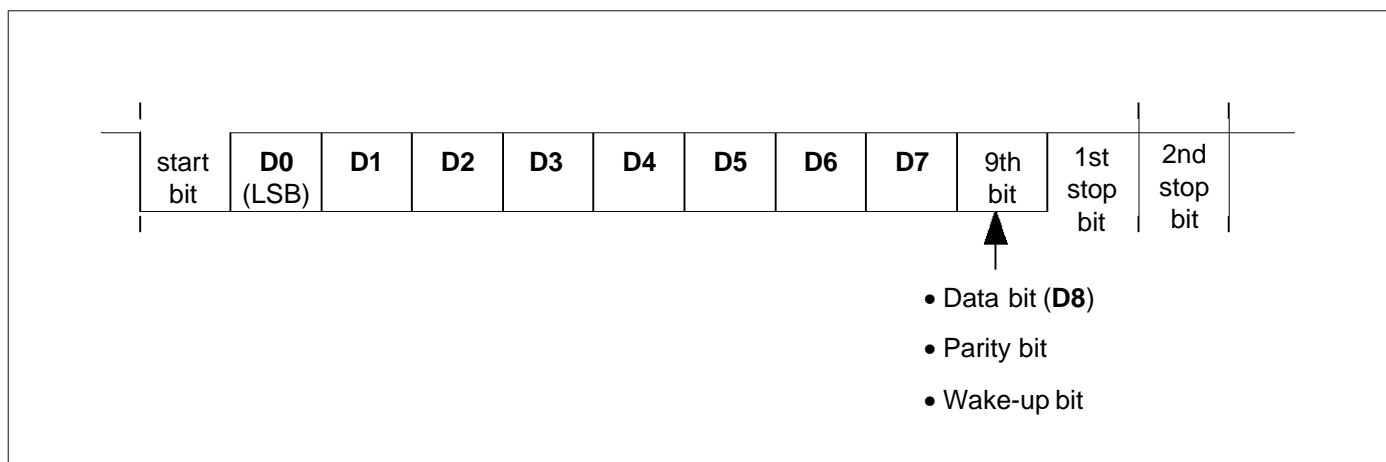 start bit
D0 (LSB)
D1
D2
D3
D4
D5
D6
D7
9th bit
1st stop bit
2nd stop bit
• Data bit (D8)
• Parity bit
• Wake-up bit